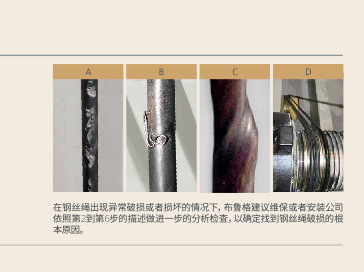 A B C D
在钢丝绳出现异常破损或者损坏的情况下，布鲁格建议维保或者安装公司
依照第2到第6步的描述做进一步的分析检查，以确定找到钢丝绳破损的根
本原因。